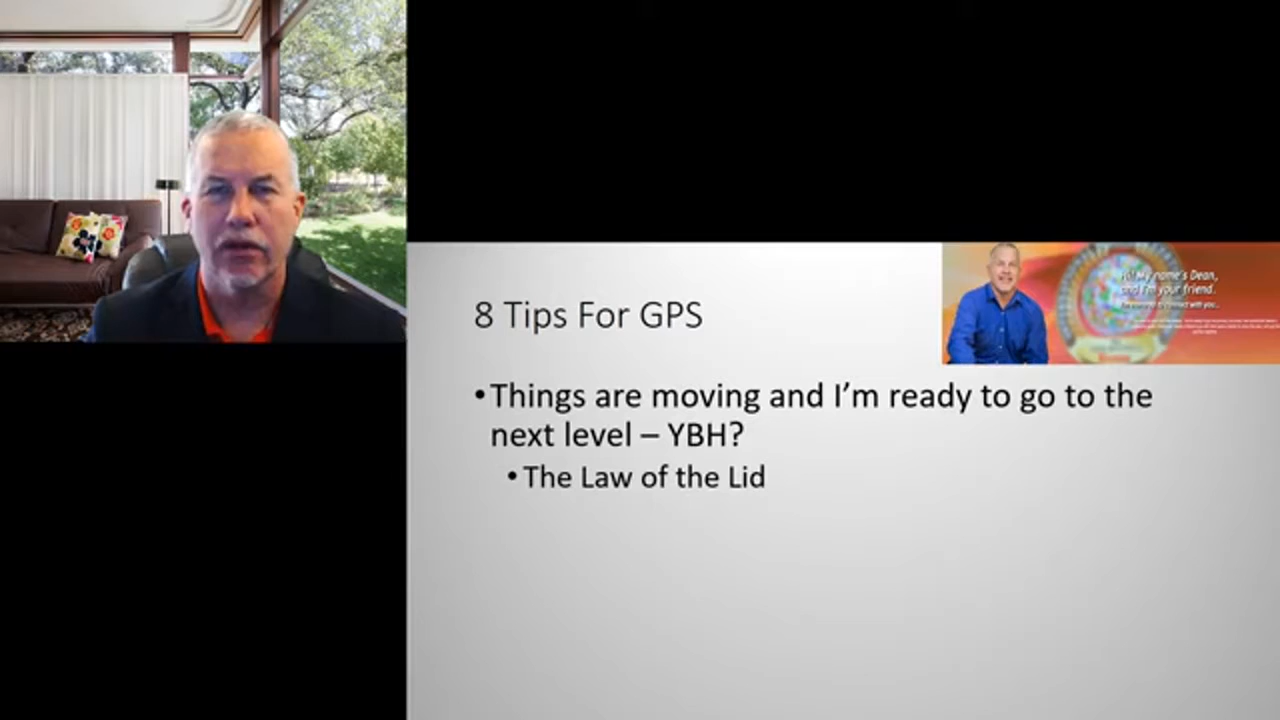 8 Tips For GPS
Hi! My name's Dean,
and I'm your friend.
•Things are moving and I'm ready to go to the
next level – YBH?
•The Law of the Lid